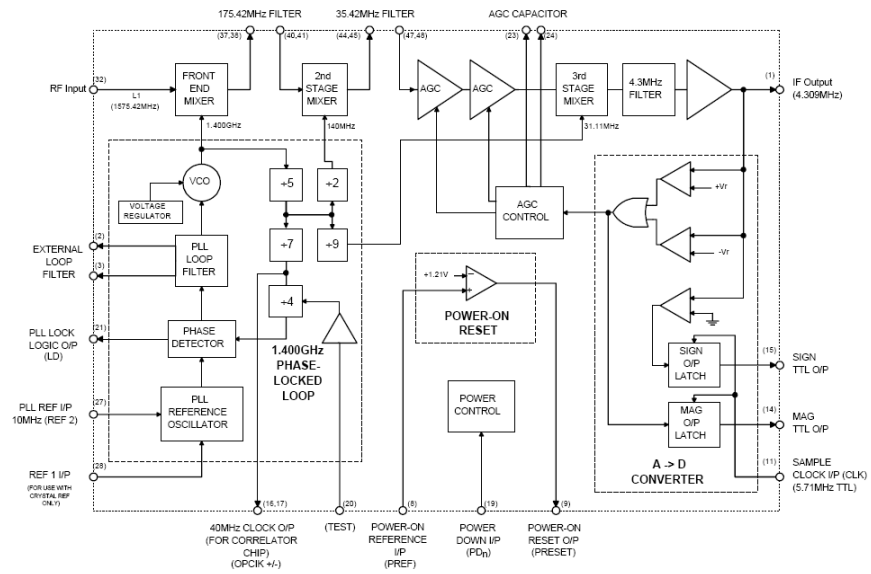 175.42MHz FILTER
35.42MHz FILTER
AGC CAPACITOR
(37,38)
(40,41)
(44,45)
(47,48)
(23)
(24)
RF Input
(32)
L1
(1575.42MHz)
FRONT
END
MIXER
2nd
STAGE
MIXER
AGC
AGC
3rd
STAGE
MIXER
4.3MHz
FILTER
(1)
IF Output
(4.309MHz)
1.400GHz
140MHz
31.11MHz
VCO
÷5
÷2
VOLTAGE
REGULATOR
AGC
CONTROL
+Vr
-Vr
EXTERNAL
LOOP
FILTER
(2)
(3)
PLL
LOOP
FILTER
÷7
÷9
+1.21V
−
+
POWER-ON
RESET
÷4
PLL LOCK
LOGIC O/P
(LD)
(21)
PHASE
DETECTOR
1.400GHz
PHASE-
LOCKED
LOOP
SIGN
O/P
LATCH
(15)
SIGN
TTL O/P
PLL REF I/P
10MHz (REF 2)
(27)
PLL
REFERENCE
OSCILLATOR
POWER
CONTROL
MAG
O/P
LATCH
(14)
MAG
TTL O/P
REF 1 I/P
(FOR USE WITH
CRYSTAL REF
ONLY)
(28)
A -> D
CONVERTER
(11)
SAMPLE
CLOCK I/P (CLK)
(5.71MHz TTL)
(16,17)
(20)
(8)
(19)
(9)
40MHz CLOCK O/P
(FOR CORRELATOR
CHIP)
(OPClK +/-)
(TEST)
POWER-ON
REFERENCE
I/P
(PREF)
POWER
DOWN I/P
(PDn)
POWER-ON
RESET O/P
(PRESET)